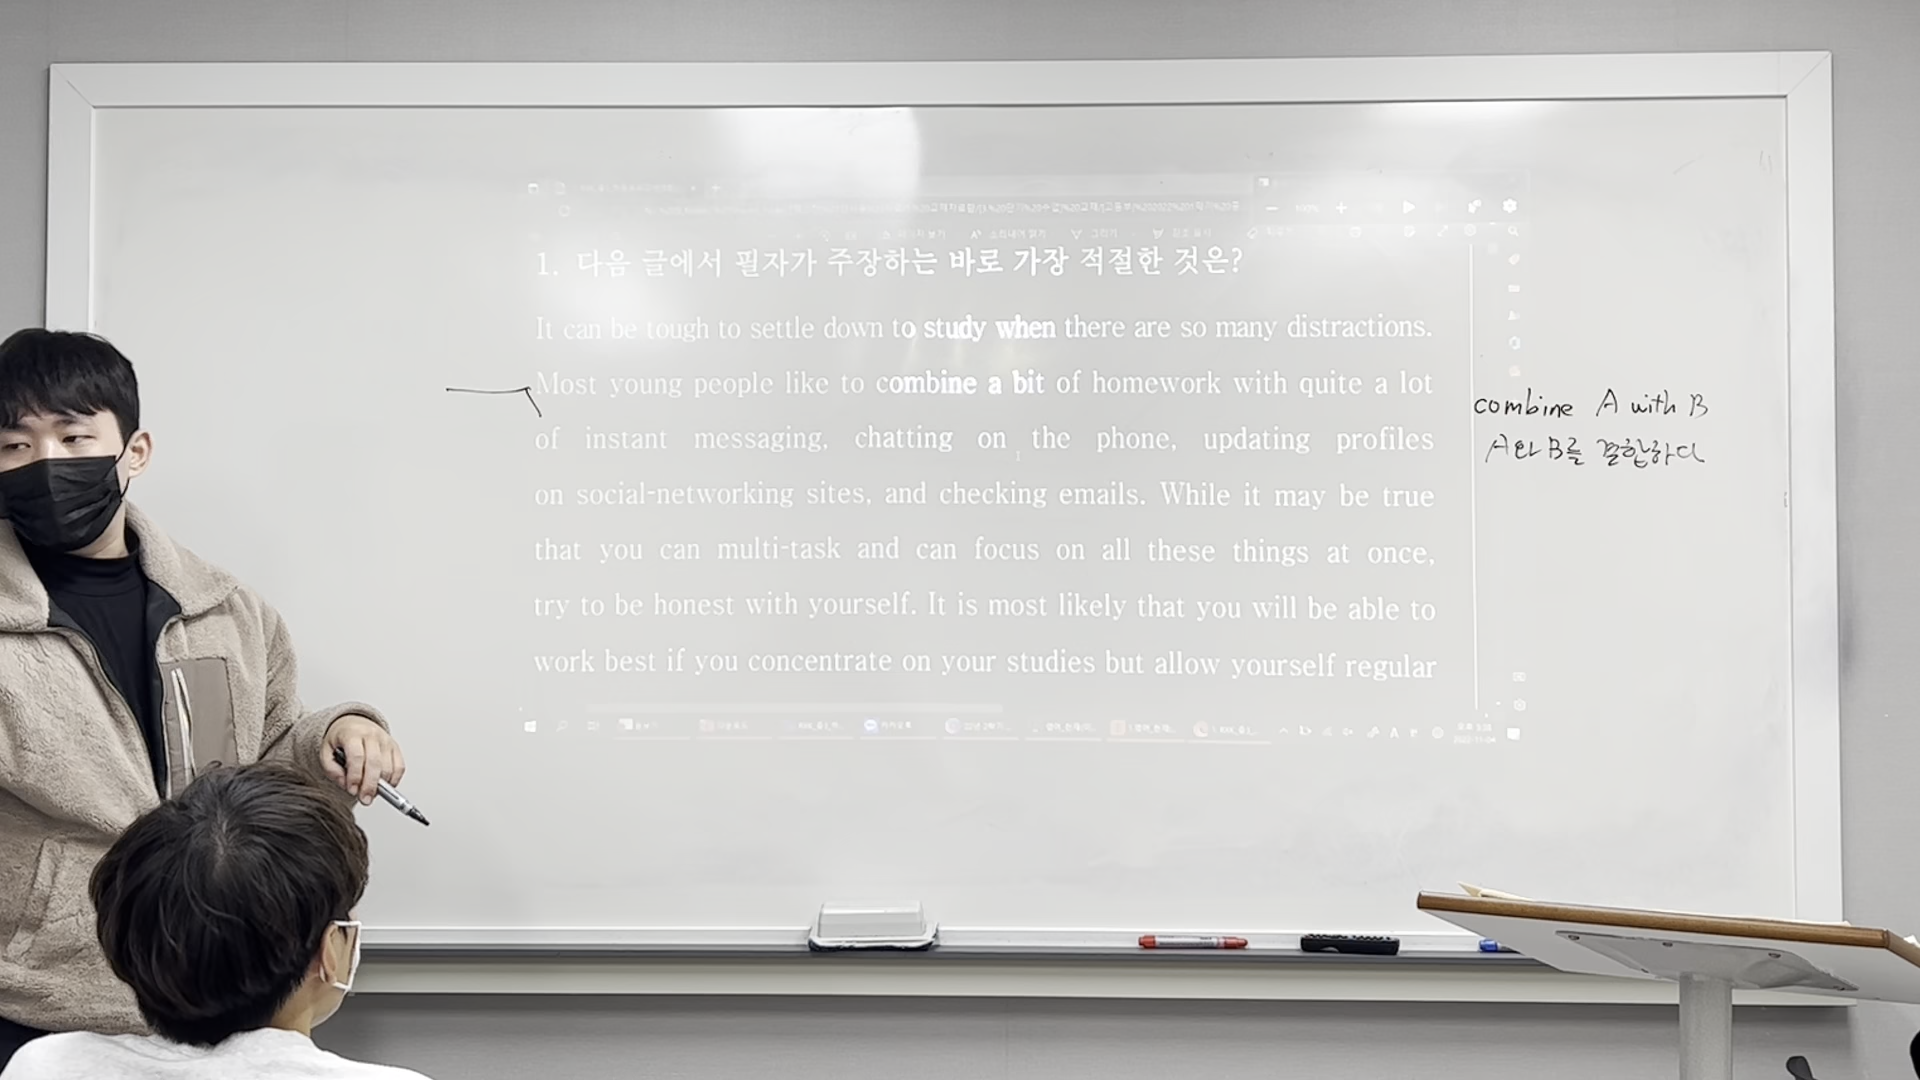 1. 다음 글에서 필자가 주장하는 바로 가장 적절한 것은?
It can be tough to settle down to study when there are so many distractions.
Most young people like to combine a bit of homework with quite a lot
of instant messaging, chatting on the phone, updating profiles
on social-networking sites, and checking emails. While it may be true
that you can multi-task and can focus on all these things at once,
try to be honest with yourself. It is most likely that you will be able to
work best if you concentrate on your studies but allow yourself regular
combine A with B
A와 B를 결합하다